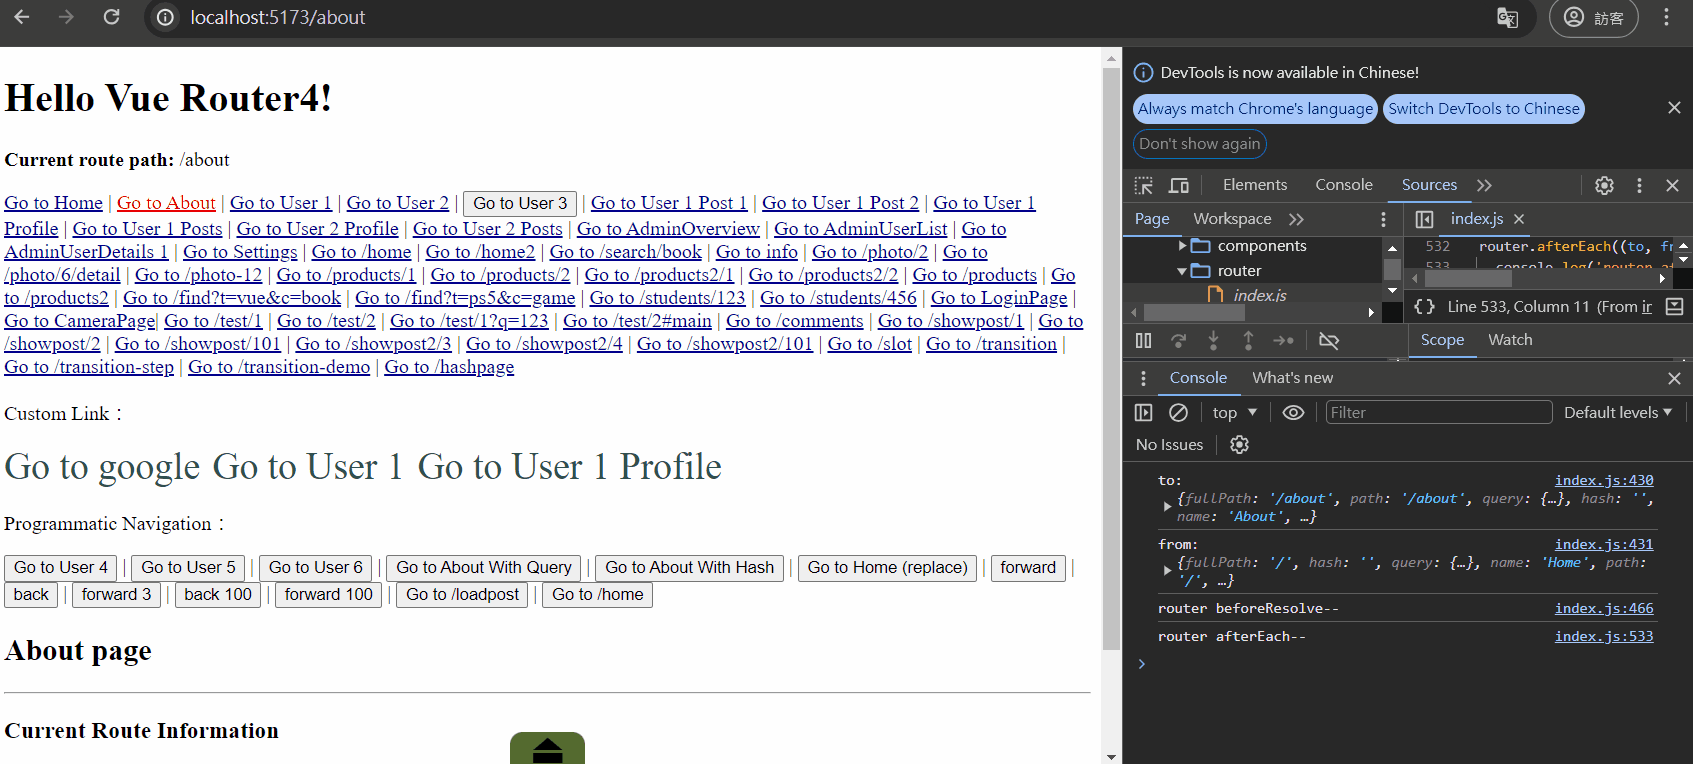 localhost:5173/about
訪客
Hello Vue Router4!
Current route path: /about
Go to Home | Go to About | Go to User 1 | Go to User 2 | Go to User 3 | Go to User 1 Post 1 | Go to User 1 Post 2 | Go to User 1
Profile | Go to User 1 Posts | Go to User 2 Profile | Go to User 2 Posts | Go to AdminOverview | Go to AdminUserList | Go to
AdminUserDetails 1 | Go to Settings | Go to /home | Go to /home2 | Go to /search/book | Go to info | Go to /photo/2 | Go to
/photo/6/detail | Go to /photo-12 | Go to /products/1 | Go to /products/2 | Go to /products2/1 | Go to /products2/2 | Go to /products | Go
to /products2 | Go to /find?t=vue&c=book | Go to /find?t=ps5&c=game | Go to /students/123 | Go to /students/456 | Go to LoginPage |
Go to CameraPage| Go to /test/1 | Go to /test/2 | Go to /test/1?q=123 | Go to /test/2#main | Go to /comments | Go to /showpost/1 | Go to
/showpost/2 | Go to /showpost/101 | Go to /showpost2/3 | Go to /showpost2/4 | Go to /showpost2/101 | Go to /slot | Go to /transition |
Go to /transition-step | Go to /transition-demo | Go to /hashpage
Custom Link：
Go to google Go to User 1 Go to User 1 Profile
Programmatic Navigation：
Go to User 4 | Go to User 5 | Go to User 6 | Go to About With Query | Go to About With Hash | Go to Home (replace) | forward |
back | forward 3 | back 100 | forward 100 | Go to /loadpost | Go to /home
About page
Current Route Information
DevTools is now available in Chinese!
Always match Chrome's language Switch DevTools to Chinese
Don't show again
Elements Console Sources
Page Workspace
index.js
components
router
index.js
532 router.afterEach((to, fr
533 console.log('router af
{} Line 533, Column 11 (From in
Scope Watch
Console What's new
top Filter Default levels
No Issues
to: index.js:430
{fullPath: '/about', path: '/about', query: {…}, hash: '',
name: 'About', …}
from: index.js:431
{fullPath: '/', hash: '', query: {…}, name: 'Home', path:
'/', …}
router beforeResolve-- index.js:466
router afterEach-- index.js:533